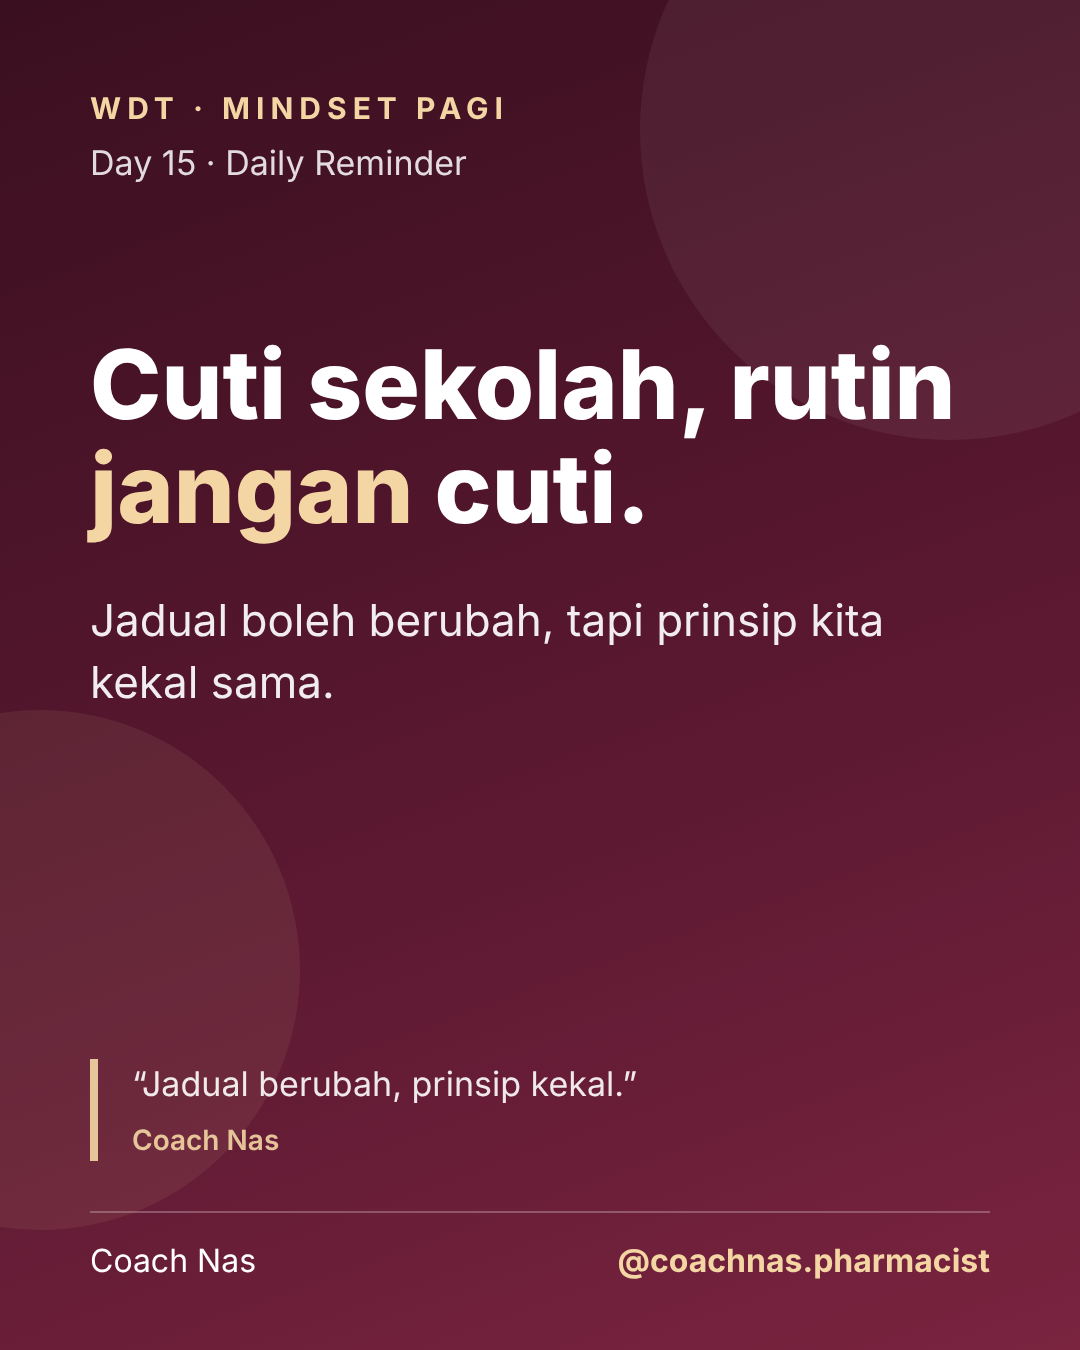 WDT · MINDSET PAGI
Day 15 · Daily Reminder
Cuti sekolah, rutin
jangan cuti.
Jadual boleh berubah, tapi prinsip kita
kekal sama.
“Jadual berubah, prinsip kekal.”
Coach Nas
Coach Nas
@coachnas.pharmacist